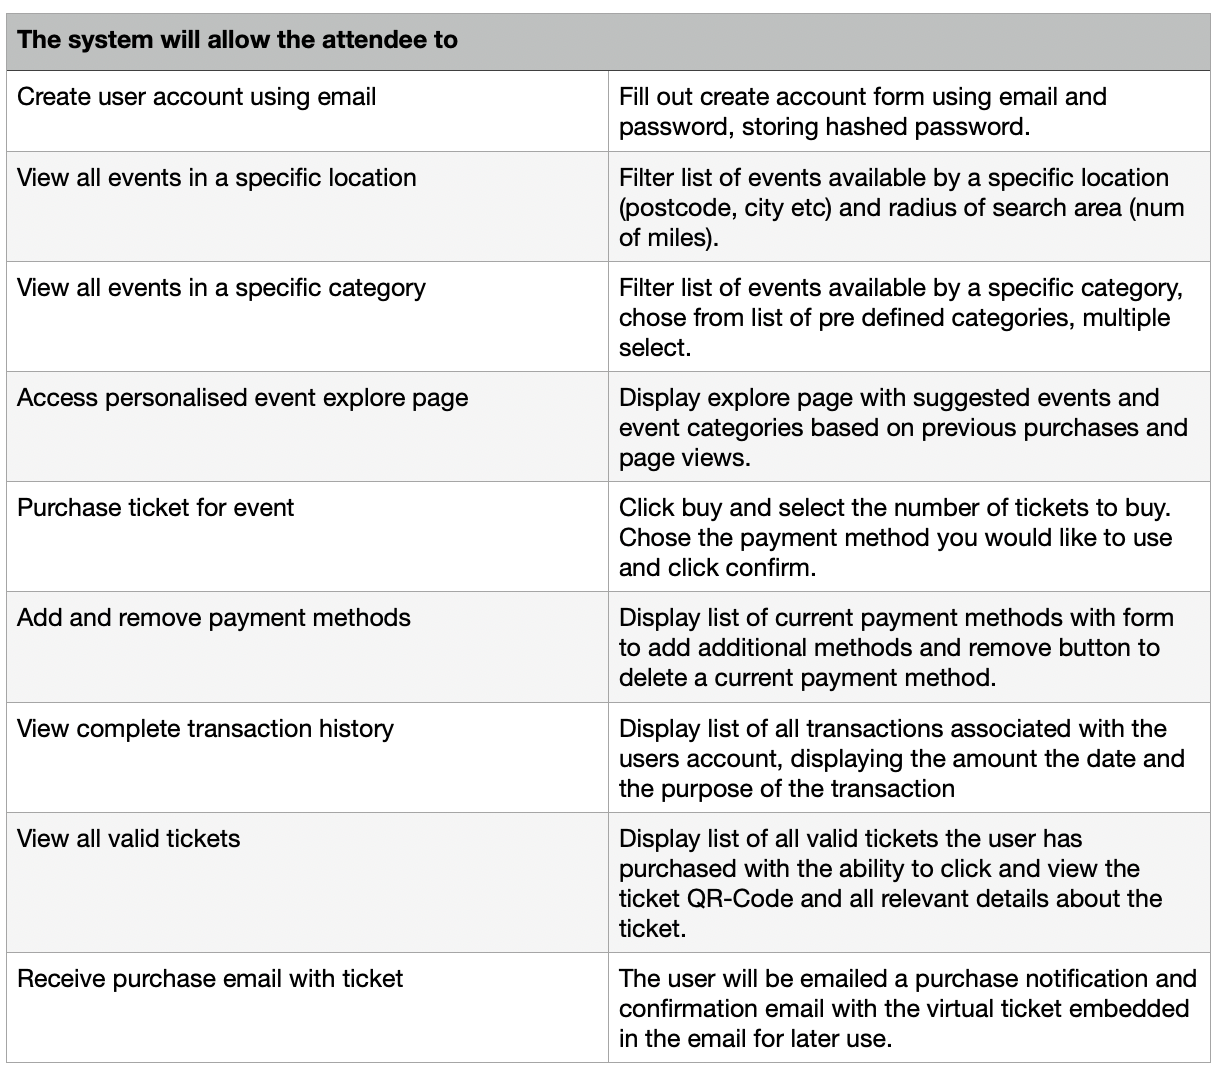 The system will allow the attendee to
Create user account using email
Fill out create account form using email and
password, storing hashed password.
View all events in a specific location
Filter list of events available by a specific location
(postcode, city etc) and radius of search area (num
of miles).
View all events in a specific category
Filter list of events available by a specific category,
chose from list of pre defined categories, multiple
select.
Access personalised event explore page
Display explore page with suggested events and
event categories based on previous purchases and
page views.
Purchase ticket for event
Click buy and select the number of tickets to buy.
Chose the payment method you would like to use
and click confirm.
Add and remove payment methods
Display list of current payment methods with form
to add additional methods and remove button to
delete a current payment method.
View complete transaction history
Display list of all transactions associated with the
users account, displaying the amount the date and
the purpose of the transaction
View all valid tickets
Display list of all valid tickets the user has
purchased with the ability to click and view the
ticket QR-Code and all relevant details about the
ticket.
Receive purchase email with ticket
The user will be emailed a purchase notification and
confirmation email with the virtual ticket embedded
in the email for later use.